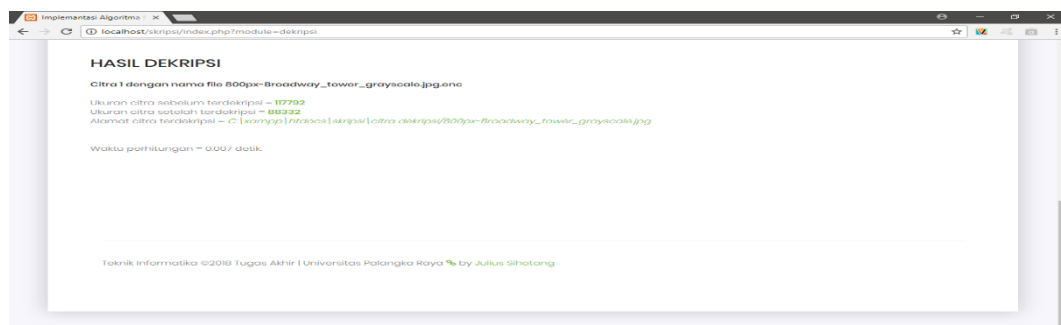 Implementasi Algoritma
localhost/skripsi/index.php?module=dekripsi
HASIL DEKRIPSI
Citra 1 dengan nama file 800px-Broadway_tower_grayscale.jpg.enc
Ukuran citra sebelum terdekripsi = 117792
Ukuran citra setelah terdekripsi = 88332
Alamat citra terdekripsi = C:\xampp\htdocs\skripsi\citra dekripsi/800px-Broadway_tower_grayscale.jpg
Waktu perhitungan = 0.007 detik.
Teknik Informatika ©2018 Tugas Akhir | Universitas Palangka Raya by Julius Sihotang